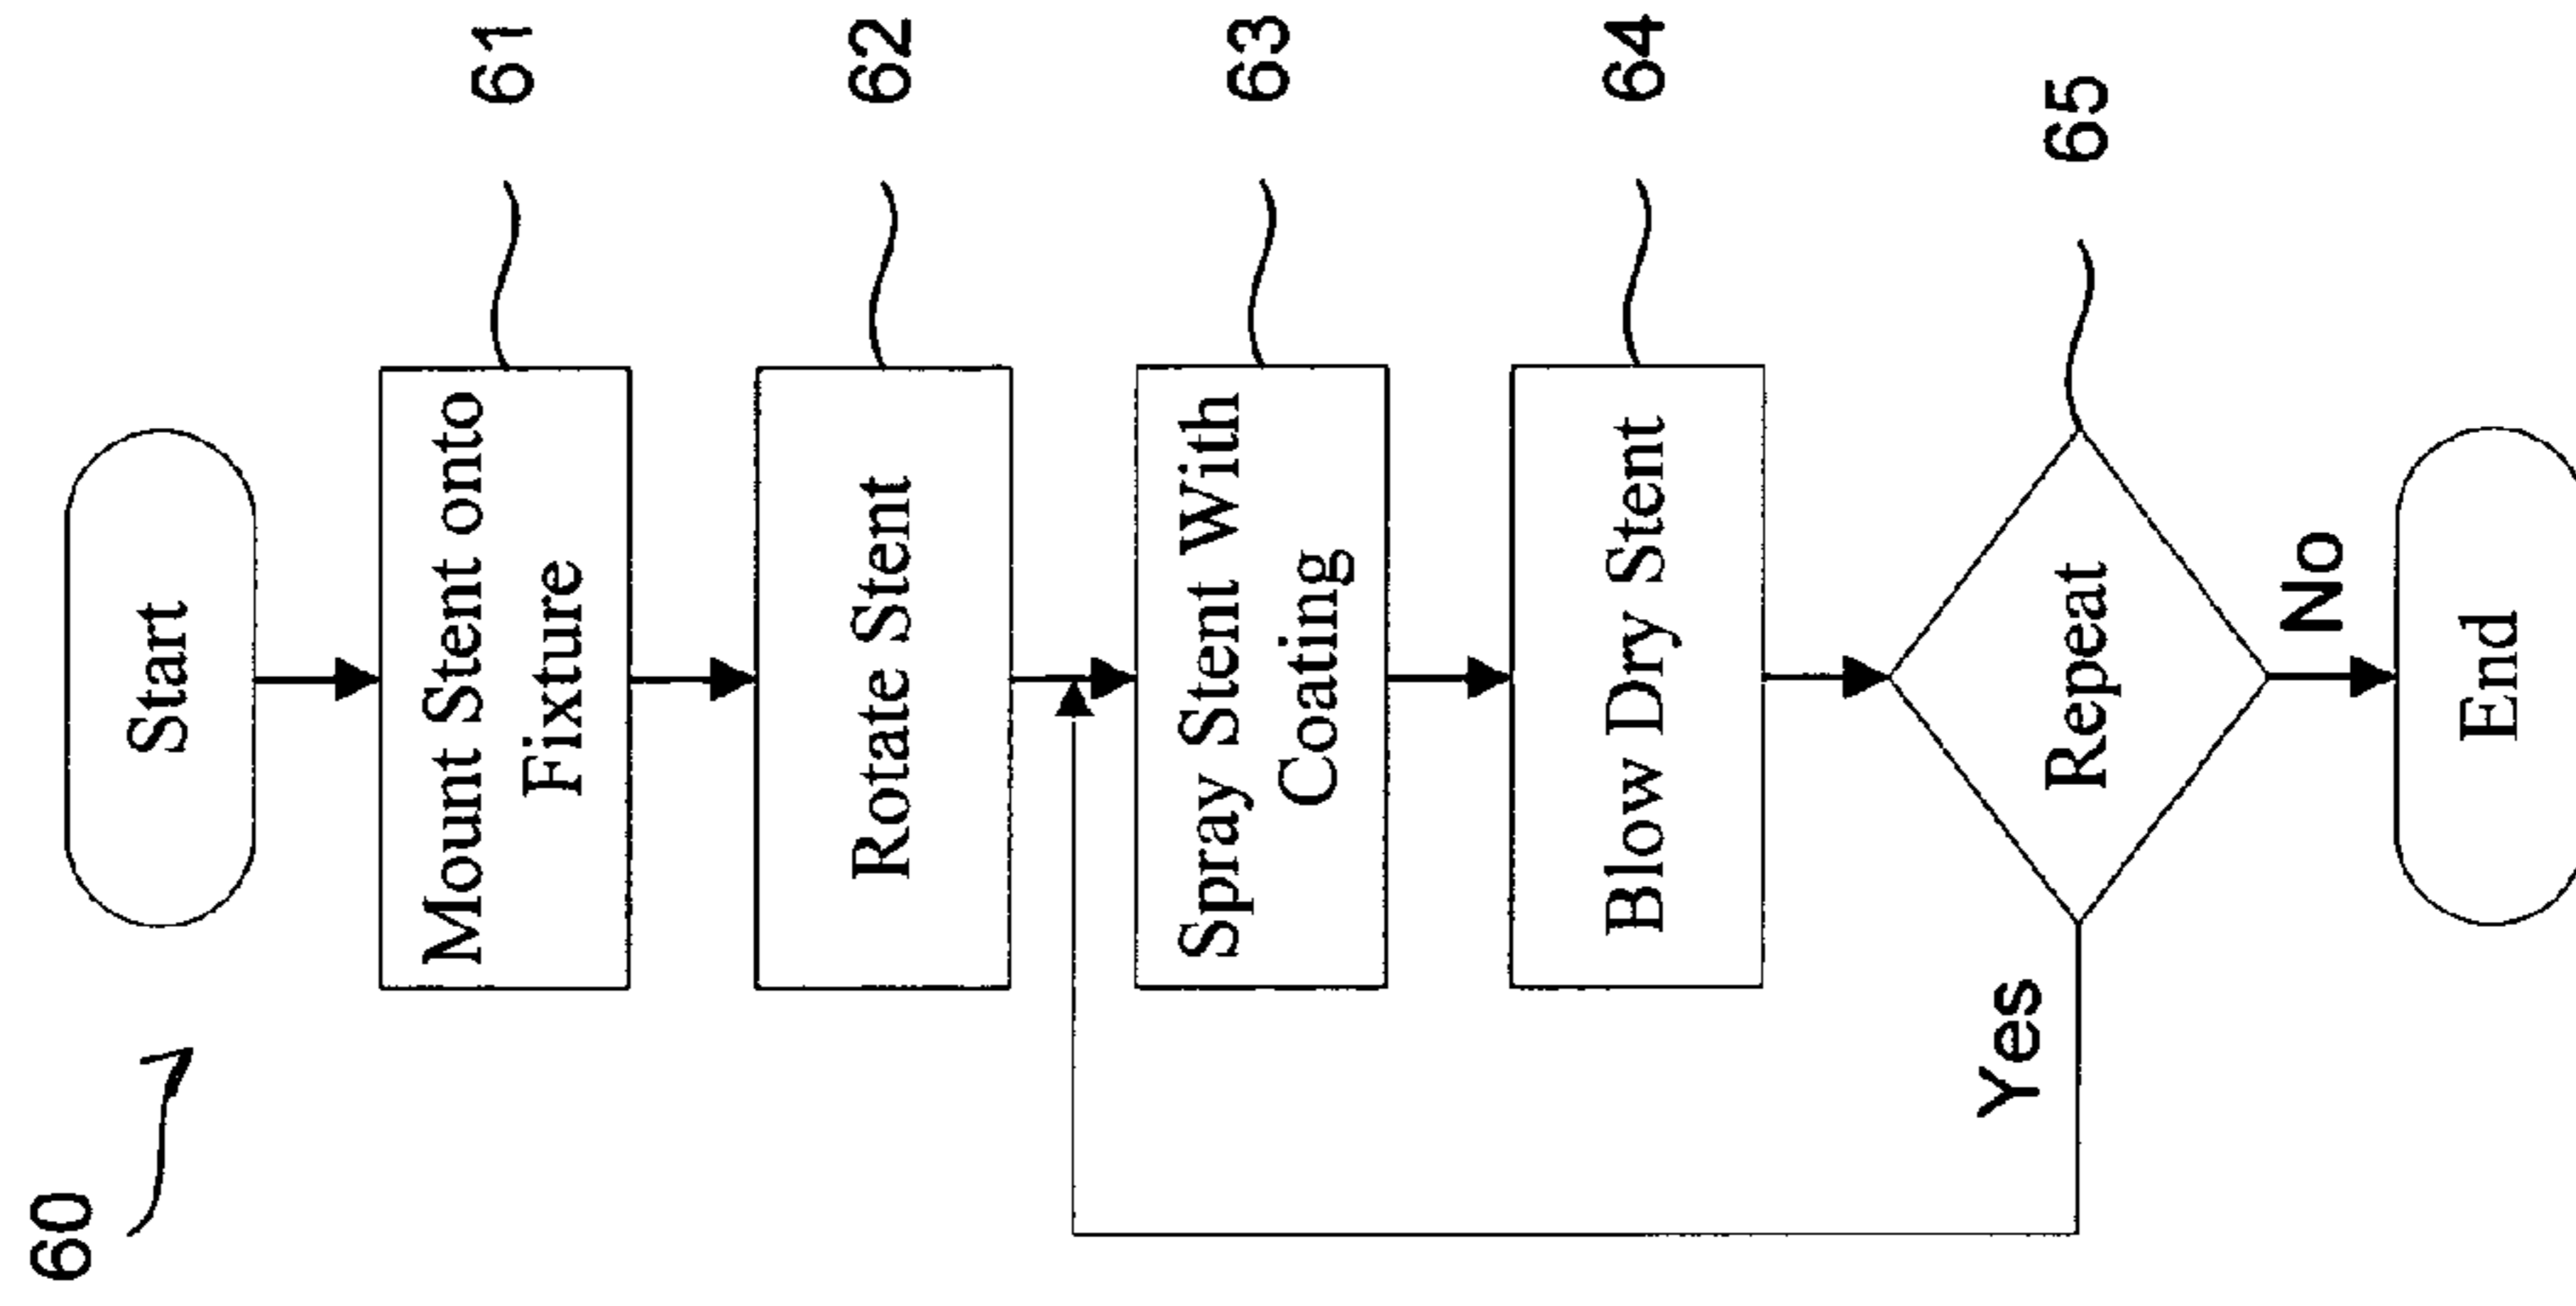 60
Start
Mount Stent onto
Fixture
61
Rotate Stent
62
Spray Stent With
Coating
63
Blow Dry Stent
64
Repeat
65
Yes
No
End